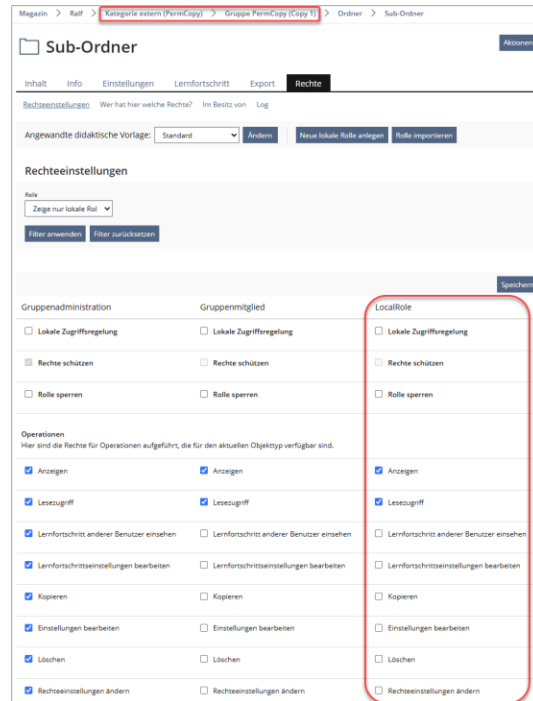 Magazin > Ralf > Kategorie extern (PermCopy) > Gruppe PermCopy (Copy 1) > Ordner > Sub-Ordner
Sub-Ordner
Aktionen
Inhalt Info Einstellungen Lernfortschritt Export Rechte
Rechteeinstellungen Wer hat hier welche Rechte? Im Besitz von Log
Angewandte didaktische Vorlage: Standard Ändern Neue lokale Rolle anlegen Rolle importieren
Rechteeinstellungen
Rolle
Zeige nur lokale Rol
Filter anwenden Filter zurücksetzen
Speichern
Gruppenadministration Gruppenmitglied LocalRole
Lokale Zugriffsregelung Lokale Zugriffsregelung Lokale Zugriffsregelung
Rechte schützen Rechte schützen Rechte schützen
Rolle sperren Rolle sperren Rolle sperren
Operationen
Hier sind die Rechte für Operationen aufgeführt, die für den aktuellen Objekttyp verfügbar sind.
Anzeigen Anzeigen Anzeigen
Lesezugriff Lesezugriff Lesezugriff
Lernfortschritt anderer Benutzer einsehen Lernfortschritt anderer Benutzer einsehen Lernfortschritt anderer Benutzer einsehen
Lernfortschrittseinstellungen bearbeiten Lernfortschrittseinstellungen bearbeiten Lernfortschrittseinstellungen bearbeiten
Kopieren Kopieren Kopieren
Einstellungen bearbeiten Einstellungen bearbeiten Einstellungen bearbeiten
Löschen Löschen Löschen
Rechteeinstellungen ändern Rechteeinstellungen ändern Rechteeinstellungen ändern